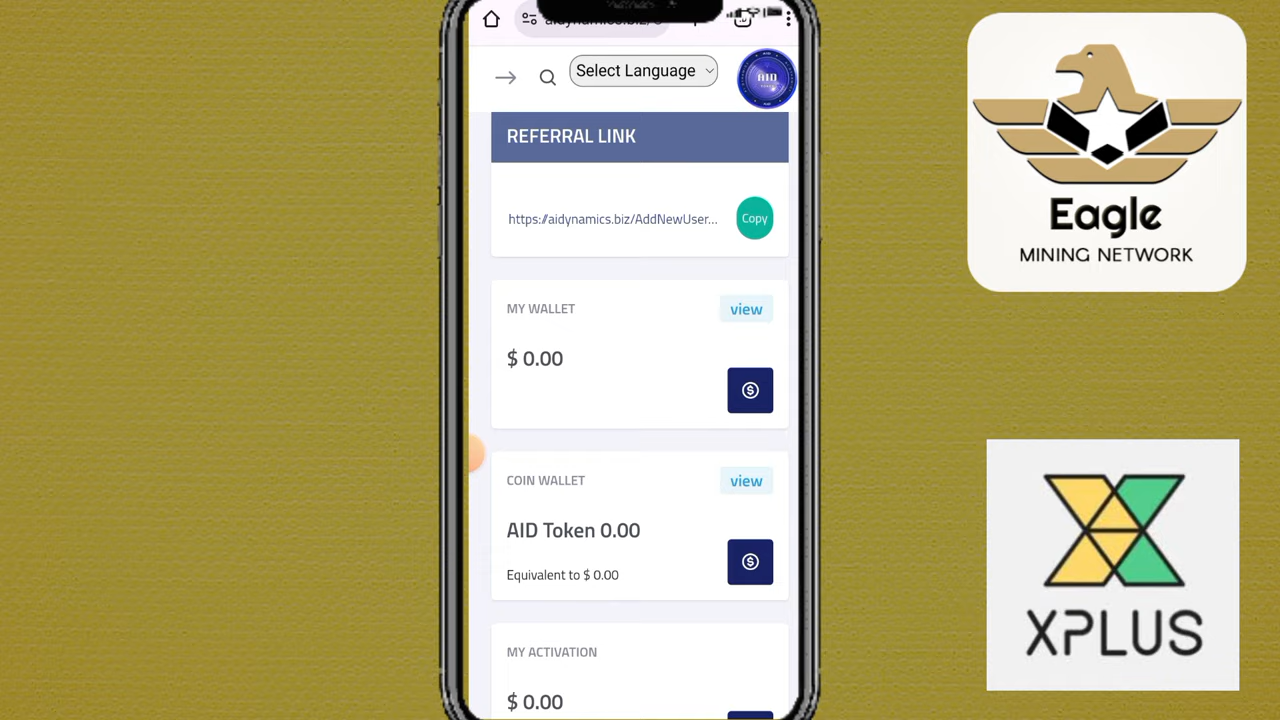 Select Language
AID
REFERRAL LINK
https://aidynamics.biz/AddNewUser...
Copy
MY WALLET
view
$ 0.00
COIN WALLET
view
AID Token 0.00
Equivalent to $ 0.00
MY ACTIVATION
$ 0.00
Eagle
MINING NETWORK
XPLUS